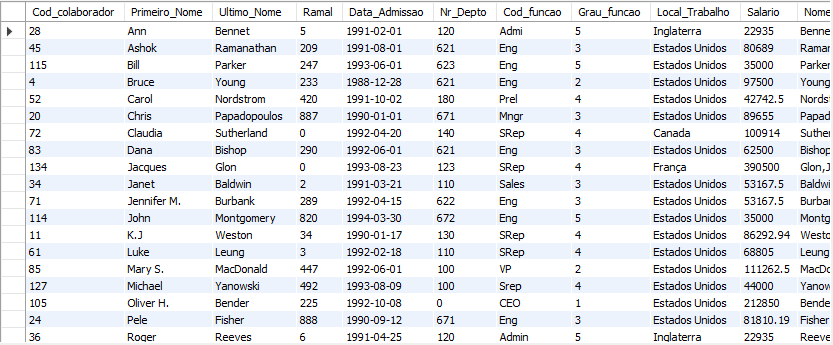 Cod_colaborador Primeiro_Nome Ultimo_Nome Ramal Data_Admissao Nr_Depto Cod_funcao Grau_funcao Local_Trabalho Salario Nome
28 Ann Bennet 5 1991-02-01 120 Admi 5 Inglaterra 22935 Benne
45 Ashok Ramanathan 209 1991-08-01 621 Eng 3 Estados Unidos 80689 Ramar
115 Bill Parker 247 1993-06-01 623 Eng 5 Estados Unidos 35000 Parker
4 Bruce Young 233 1988-12-28 621 Eng 2 Estados Unidos 97500 Young
52 Carol Nordstrom 420 1991-10-02 180 Prel 4 Estados Unidos 42742.5 Nordst
20 Chris Papadopoulos 887 1990-01-01 671 Mngr 3 Estados Unidos 89655 Papad
72 Claudia Sutherland 0 1992-04-20 140 SRep 4 Canada 100914 Suthe
83 Dana Bishop 290 1992-06-01 621 Eng 3 Estados Unidos 62500 Bishop
134 Jacques Glon 0 1993-08-23 123 SRep 4 França 390500 Glon,J
34 Janet Baldwin 2 1991-03-21 110 Sales 3 Estados Unidos 53167.5 Baldwi
71 Jennifer M. Burbank 289 1992-04-15 622 Eng 3 Estados Unidos 53167.5 Burba
114 John Montgomery 820 1994-03-30 672 Eng 5 Estados Unidos 35000 Montg
11 K.J Weston 34 1990-01-17 130 SRep 4 Estados Unidos 86292.94 Westo
61 Luke Leung 3 1992-02-18 110 SRep 4 Estados Unidos 68805 Leung
85 Mary S. MacDonald 447 1992-06-01 100 VP 2 Estados Unidos 111262.5 MacDo
127 Michael Yanowski 492 1993-08-09 100 Srep 4 Estados Unidos 44000 Yanow
105 Oliver H. Bender 225 1992-10-08 0 CEO 1 Estados Unidos 212850 Bende
24 Pele Fisher 888 1990-09-12 671 Eng 3 Estados Unidos 81810.19 Fisher
36 Roger Reeves 6 1991-04-25 120 Admin 5 Inglaterra 22935 Reeve